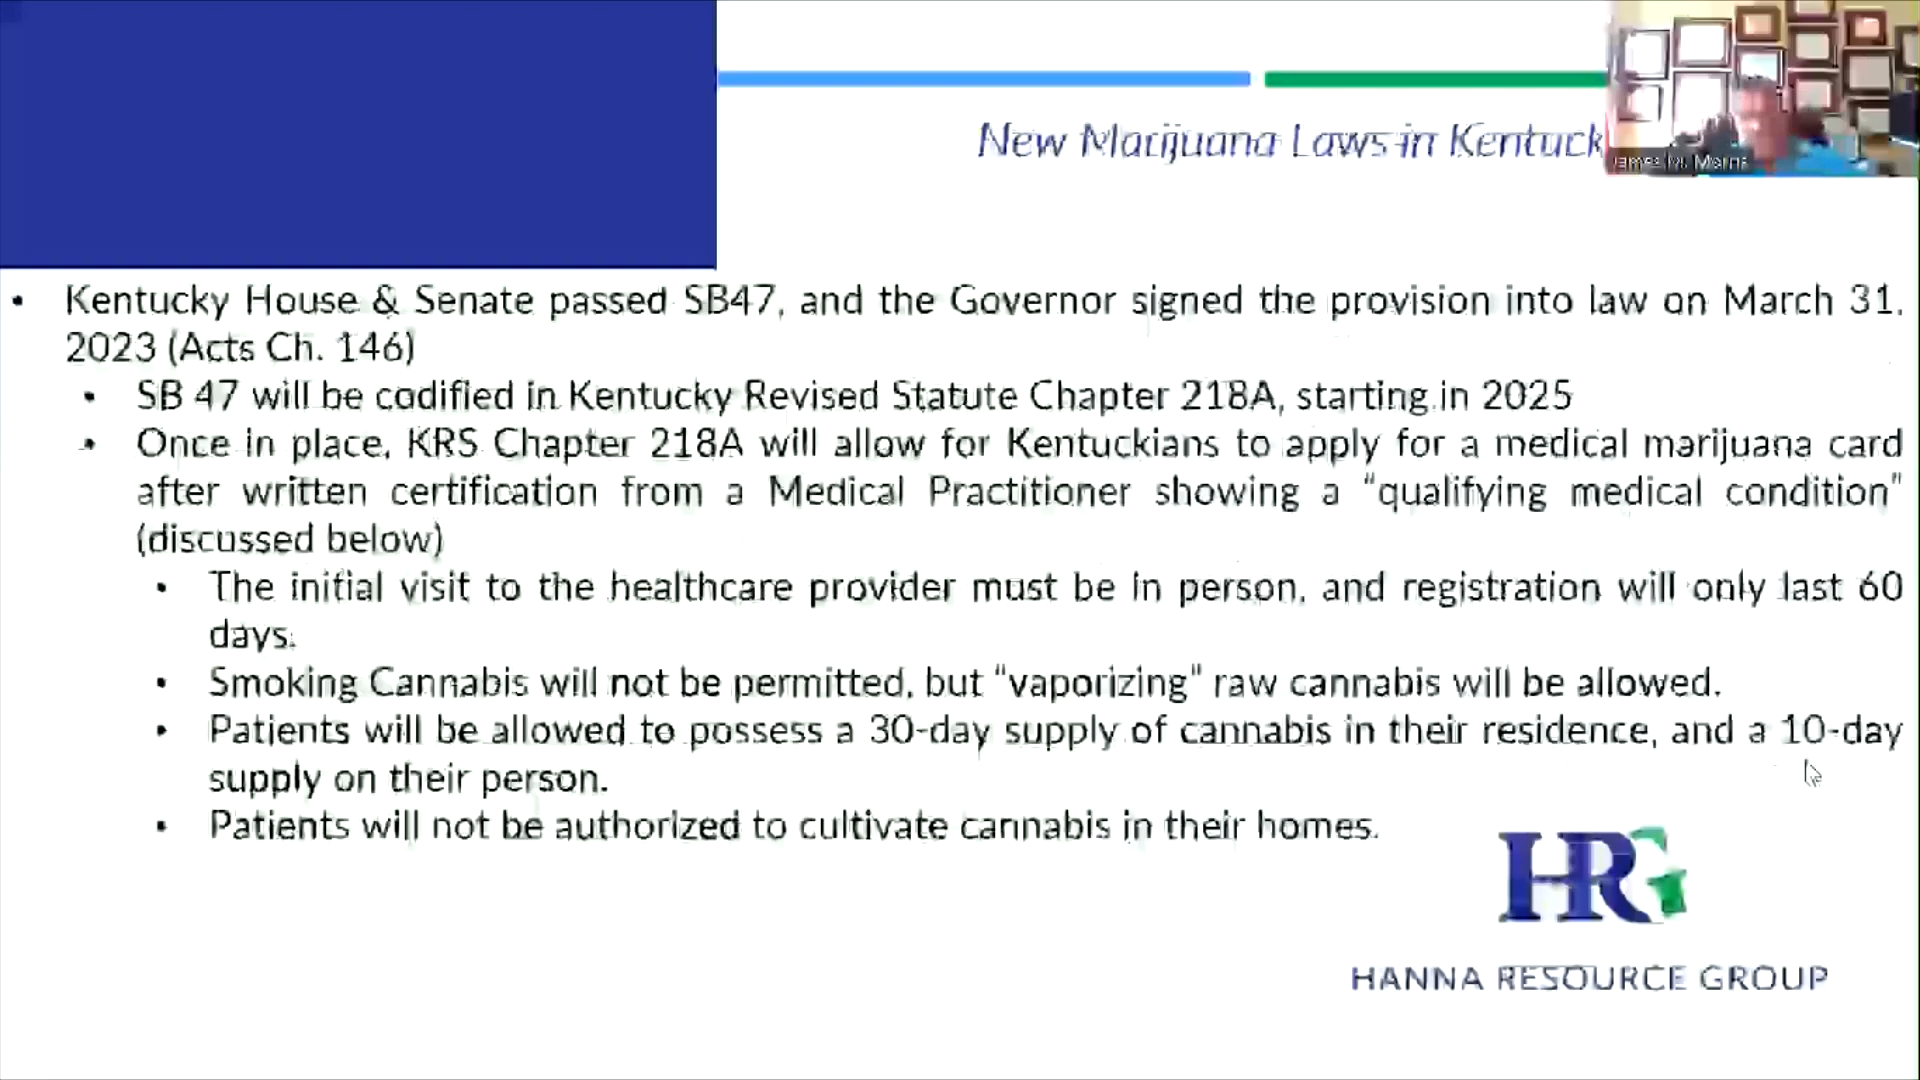 New Marijuana Laws in Kentuck
James M. Morris
• Kentucky House & Senate passed SB47, and the Governor signed the provision into law on March 31,
2023 (Acts Ch. 146)
• SB 47 will be codified in Kentucky Revised Statute Chapter 218A, starting in 2025
• Once in place, KRS Chapter 218A will allow for Kentuckians to apply for a medical marijuana card
after written certification from a Medical Practitioner showing a “qualifying medical condition”
(discussed below)
• The initial visit to the healthcare provider must be in person, and registration will only last 60
days.
• Smoking Cannabis will not be permitted, but “vaporizing” raw cannabis will be allowed.
• Patients will be allowed to possess a 30-day supply of cannabis in their residence, and a 10-day
supply on their person.
• Patients will not be authorized to cultivate cannabis in their homes.
HRG
HANNA RESOURCE GROUP